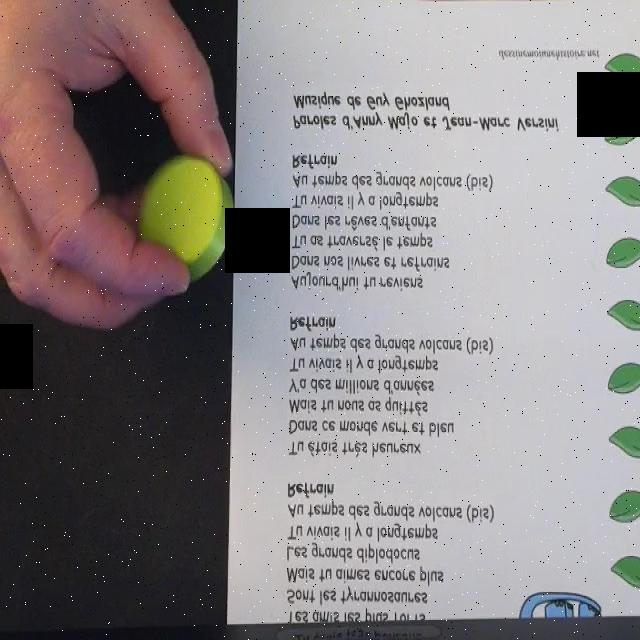 Tes amis les plus forts
Sont les tyrannosaures
Mais tu aimes encore plus
Les grands diplodocus
Tu vivais il y a longtemps
Au temps des grands volcans (bis)
Refrain
Tu étais très heureux
Dans ce monde vert et bleu
Mais tu nous as quittés
Y'a des millions d'années
Tu vivais il y a longtemps
Au temps des grands volcans (bis)
Refrain
Aujourd'hui tu reviens
Dans nos livres et refrains
Tu as traversé le temps
Dans les rêves d'enfants
Tu vivais il y a longtemps
Au temps des grands volcans (bis)
Refrain
Paroles d'Anny Majo et Jean-Marc Versini
Musique de Guy Ghozland
dessinemoiunehistoire.net